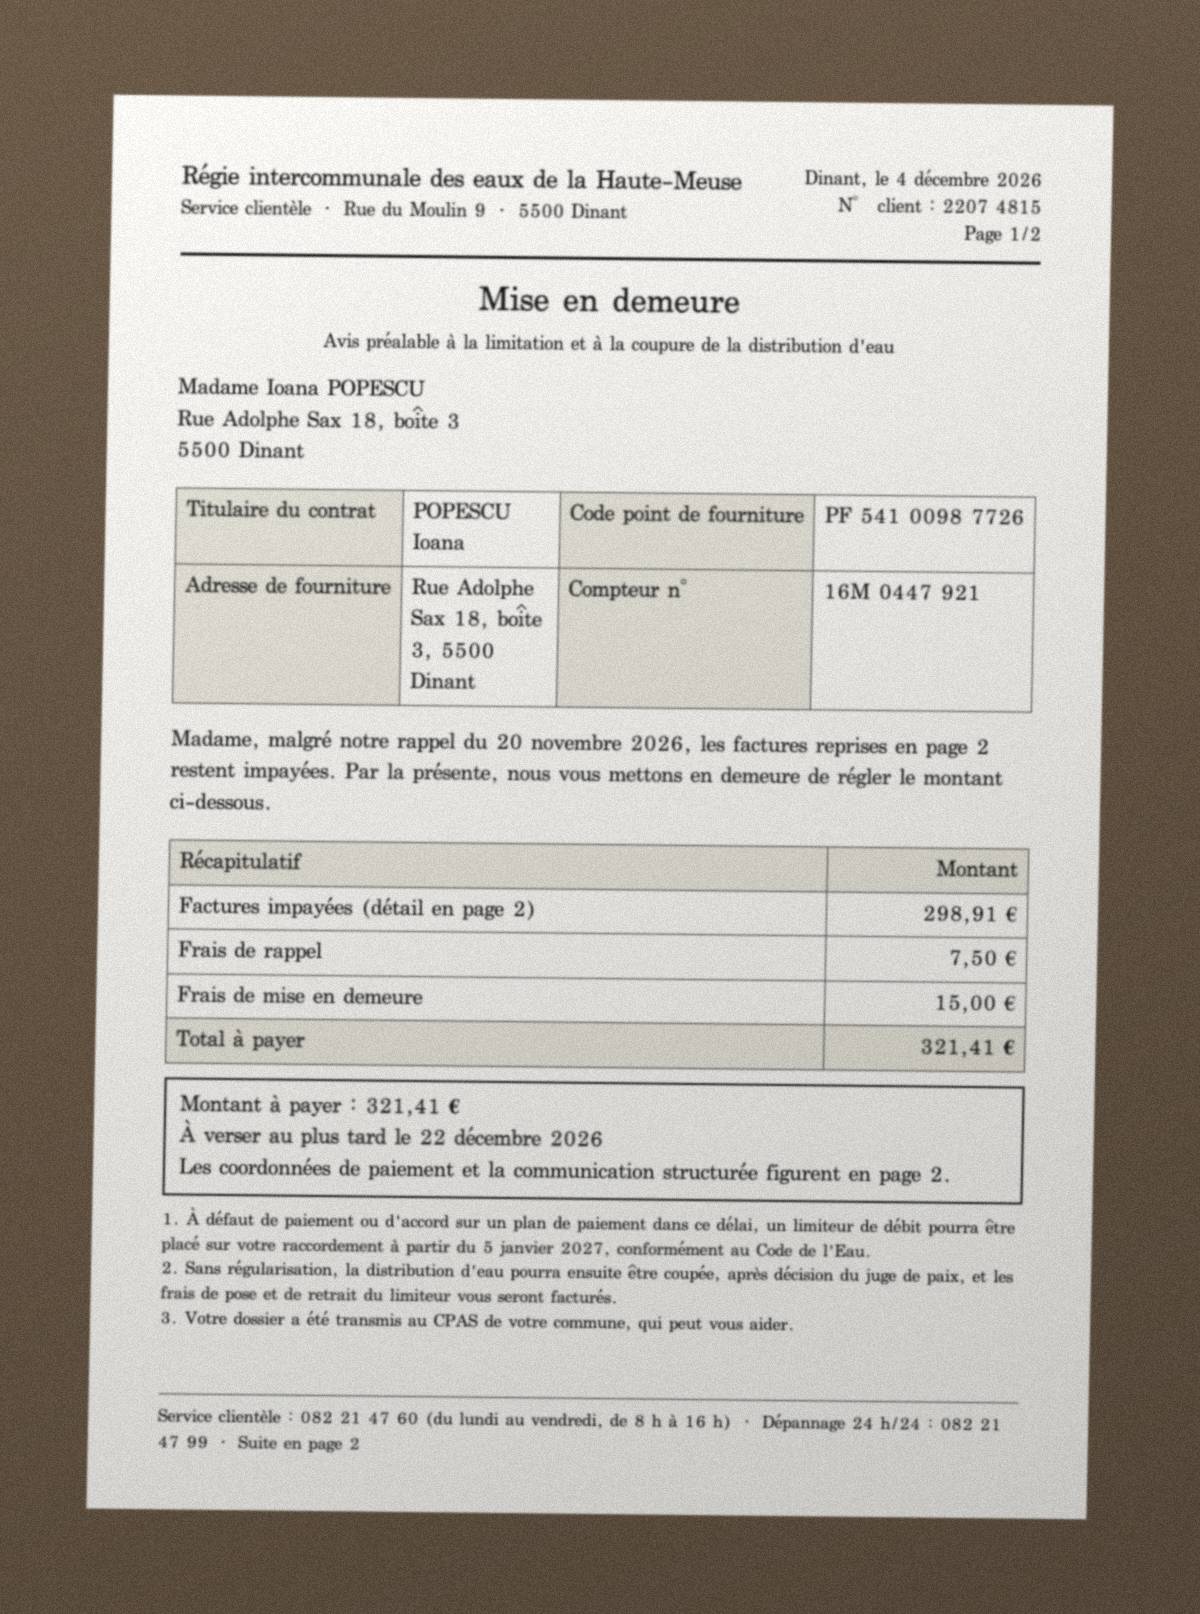 Régie intercommunale des eaux de la Haute-Meuse
Service clientèle · Rue du Moulin 9 · 5500 Dinant
Dinant, le 4 décembre 2026
N° client : 2207 4815
Page 1/2
Mise en demeure
Avis préalable à la limitation et à la coupure de la distribution d'eau
Madame Ioana POPESCU
Rue Adolphe Sax 18, boîte 3
5500 Dinant
Titulaire du contrat
POPESCU
Ioana
Code point de fourniture
PF 541 0098 7726
Adresse de fourniture
Rue Adolphe
Sax 18, boîte
3, 5500
Dinant
Compteur n°
16M 0447 921
Madame, malgré notre rappel du 20 novembre 2026, les factures reprises en page 2
restent impayées. Par la présente, nous vous mettons en demeure de régler le montant
ci-dessous.
Récapitulatif Montant
Factures impayées (détail en page 2) 298,91 €
Frais de rappel 7,50 €
Frais de mise en demeure 15,00 €
Total à payer 321,41 €
Montant à payer : 321,41 €
À verser au plus tard le 22 décembre 2026
Les coordonnées de paiement et la communication structurée figurent en page 2.
1. À défaut de paiement ou d'accord sur un plan de paiement dans ce délai, un limiteur de débit pourra être
placé sur votre raccordement à partir du 5 janvier 2027, conformément au Code de l'Eau.
2. Sans régularisation, la distribution d'eau pourra ensuite être coupée, après décision du juge de paix, et les
frais de pose et de retrait du limiteur vous seront facturés.
3. Votre dossier a été transmis au CPAS de votre commune, qui peut vous aider.
Service clientèle : 082 21 47 60 (du lundi au vendredi, de 8 h à 16 h) · Dépannage 24 h/24 : 082 21
47 99 · Suite en page 2